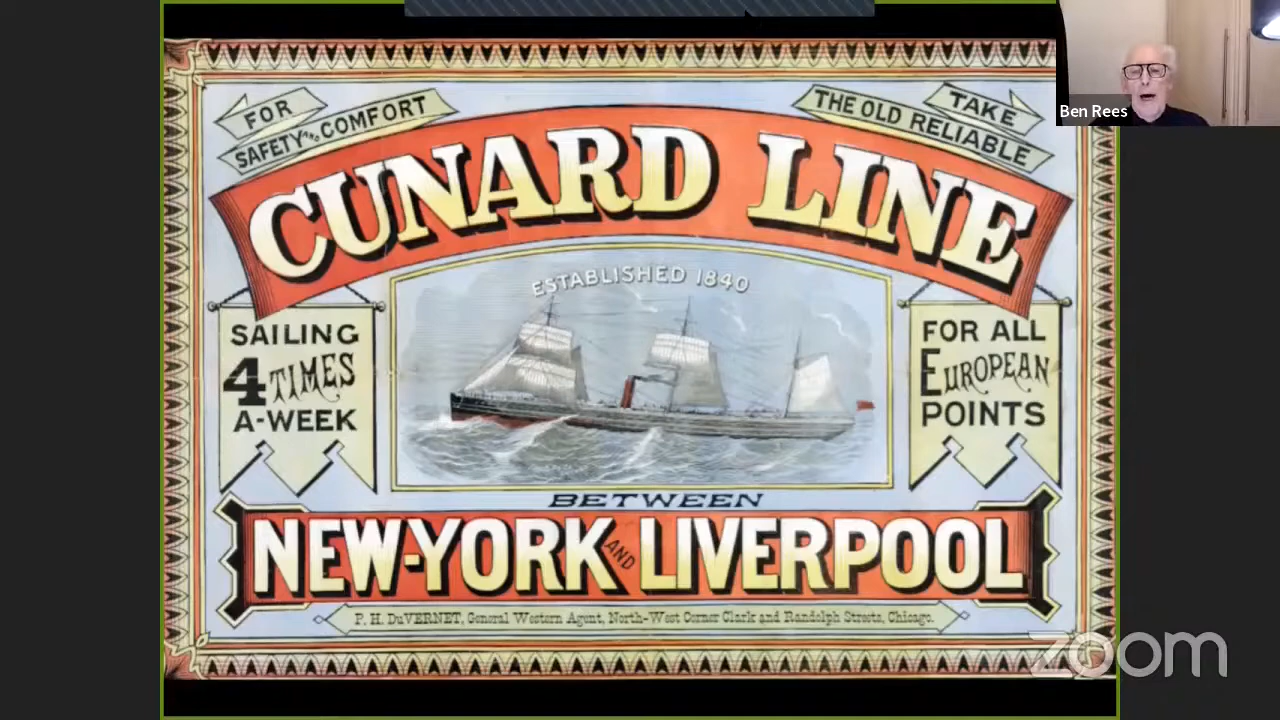 FOR
SAFETY AND COMFORT
TAKE
THE OLD RELIABLE
CUNARD LINE
ESTABLISHED 1840
SAILING
4 TIMES
A-WEEK
FOR ALL
EUROPEAN
POINTS
BETWEEN
NEW-YORK AND LIVERPOOL
P. H. DuVERNET, General Western Agent, North-West Corner Clark and Randolph Streets, Chicago.
Ben Rees
zoom